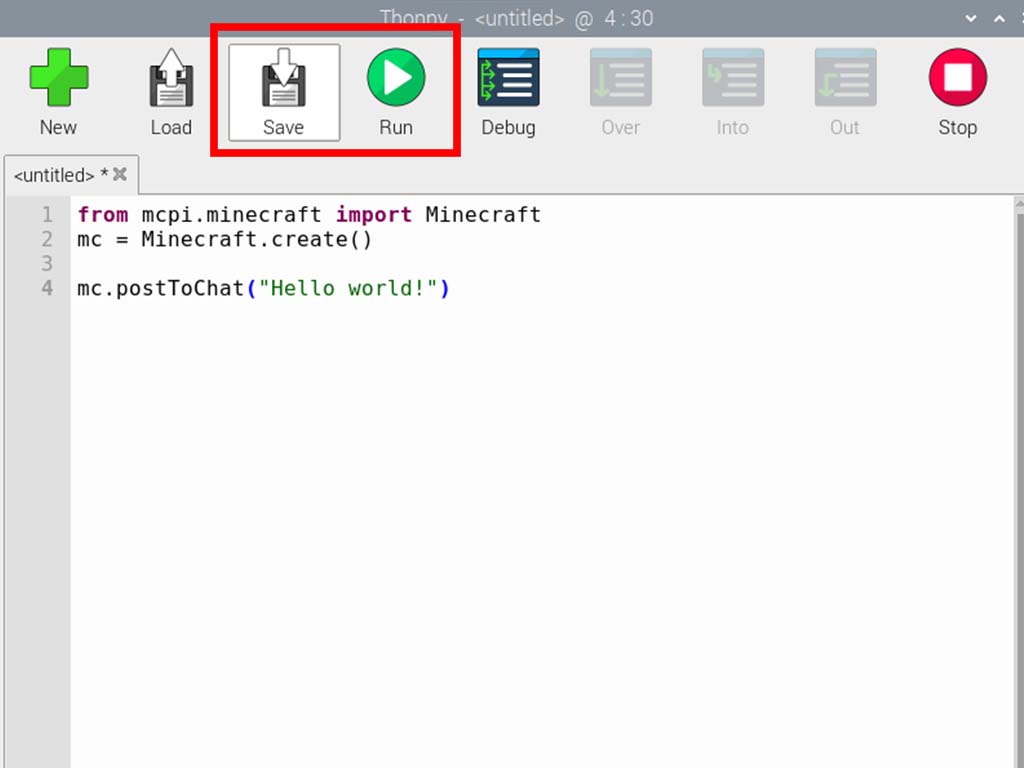 Thonny - <untitled> @ 4:30
New Load Save Run Debug Over Into Out Stop
<untitled> *
1 from mcpi.minecraft import Minecraft
2 mc = Minecraft.create()
3
4 mc.postToChat("Hello world!")